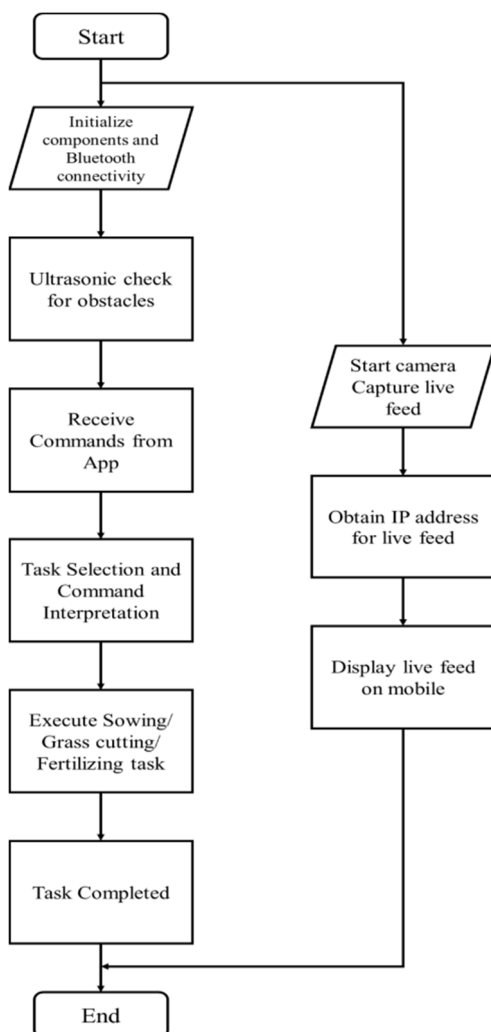 Start
Initialize
components and
Bluetooth
connectivity
Ultrasonic check
for obstacles
Receive
Commands from
App
Task Selection and
Command
Interpretation
Execute Sowing/
Grass cutting/
Fertilizing task
Task Completed
Start camera
Capture live
feed
Obtain IP address
for live feed
Display live feed
on mobile
End